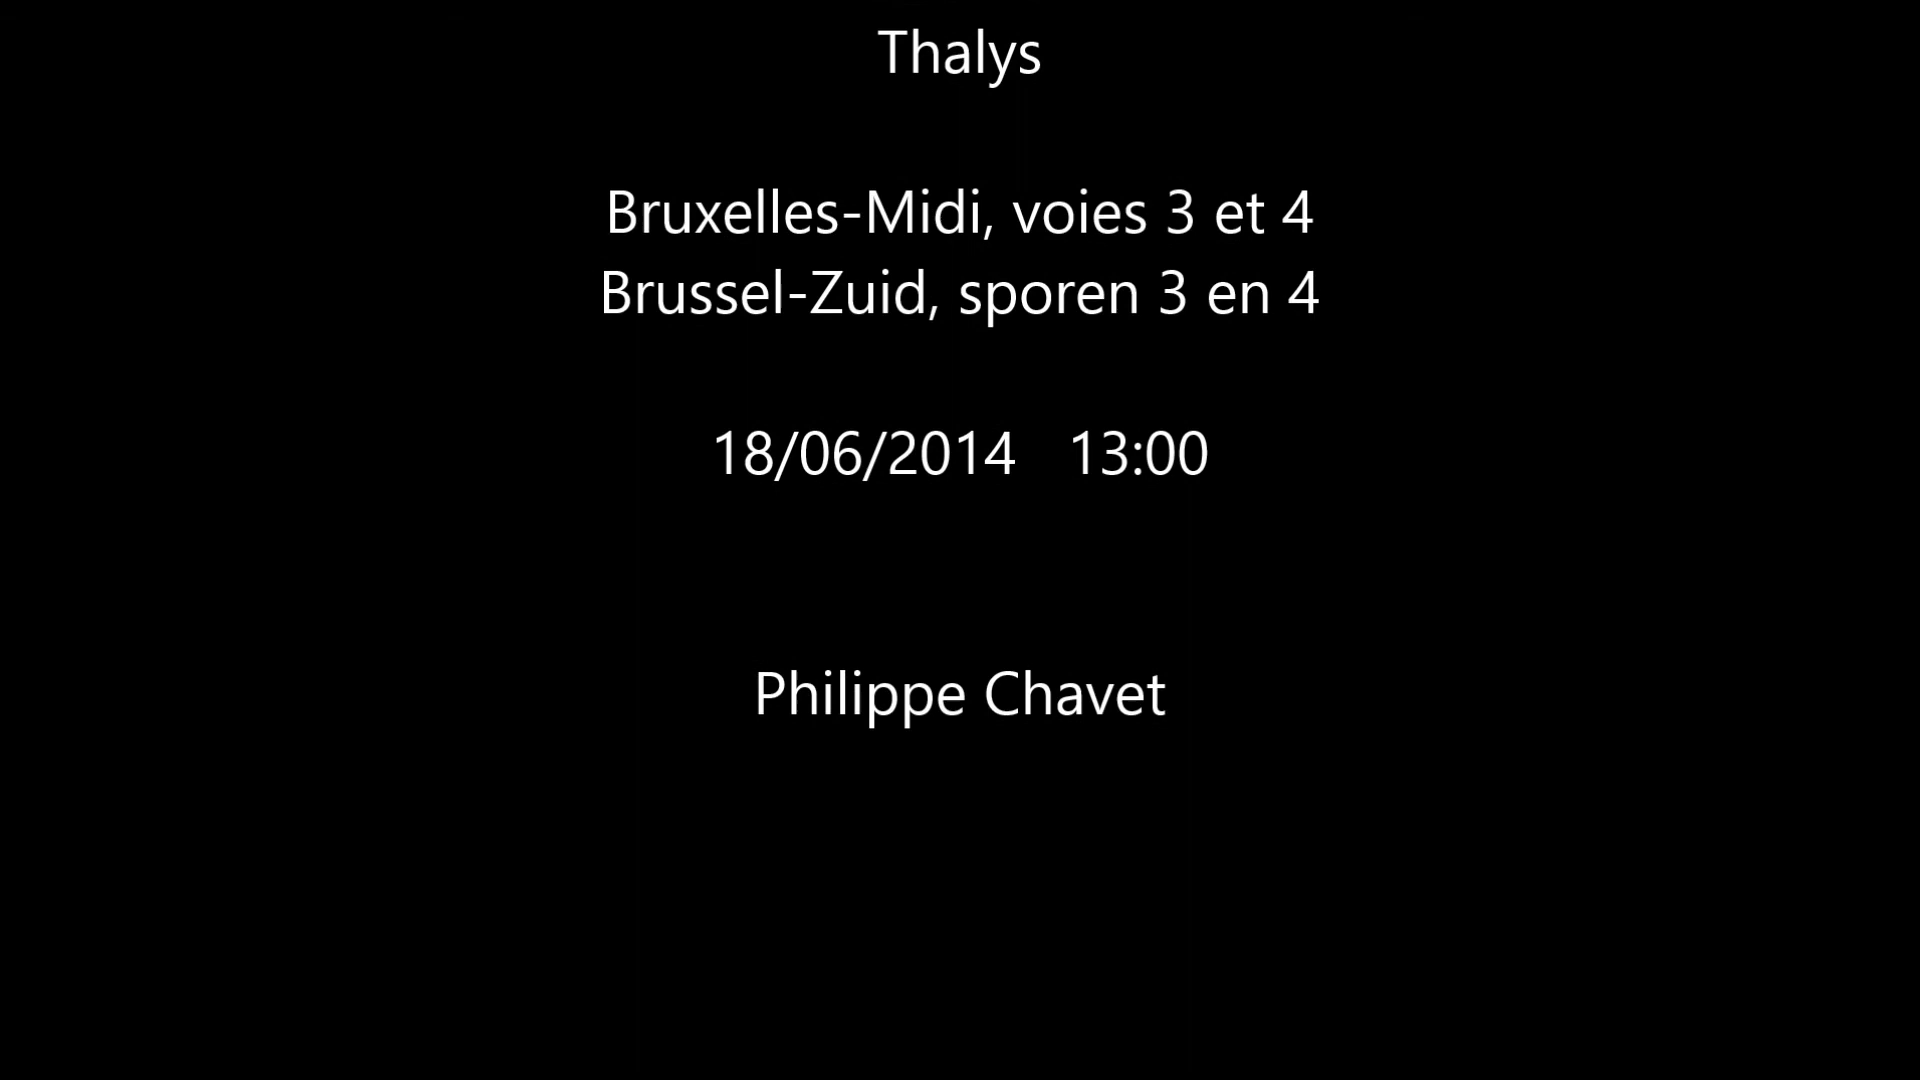 Thalys
Bruxelles-Midi, voies 3 et 4
Brussel-Zuid, sporen 3 en 4
18/06/2014 13:00
Philippe Chavet